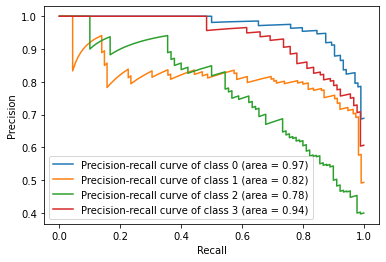 1.0
0.9
0.8
0.7
0.6
0.5
0.4
Precision
Precision-recall curve of class 0 (area = 0.97)
Precision-recall curve of class 1 (area = 0.82)
Precision-recall curve of class 2 (area = 0.78)
Precision-recall curve of class 3 (area = 0.94)
0.0 0.2 0.4 0.6 0.8 1.0
Recall